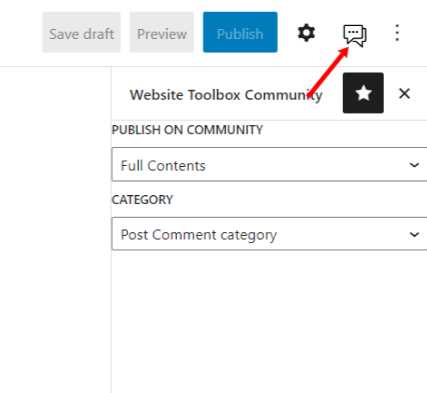 Save draft Preview Publish
Website Toolbox Community
PUBLISH ON COMMUNITY
Full Contents
CATEGORY
Post Comment category